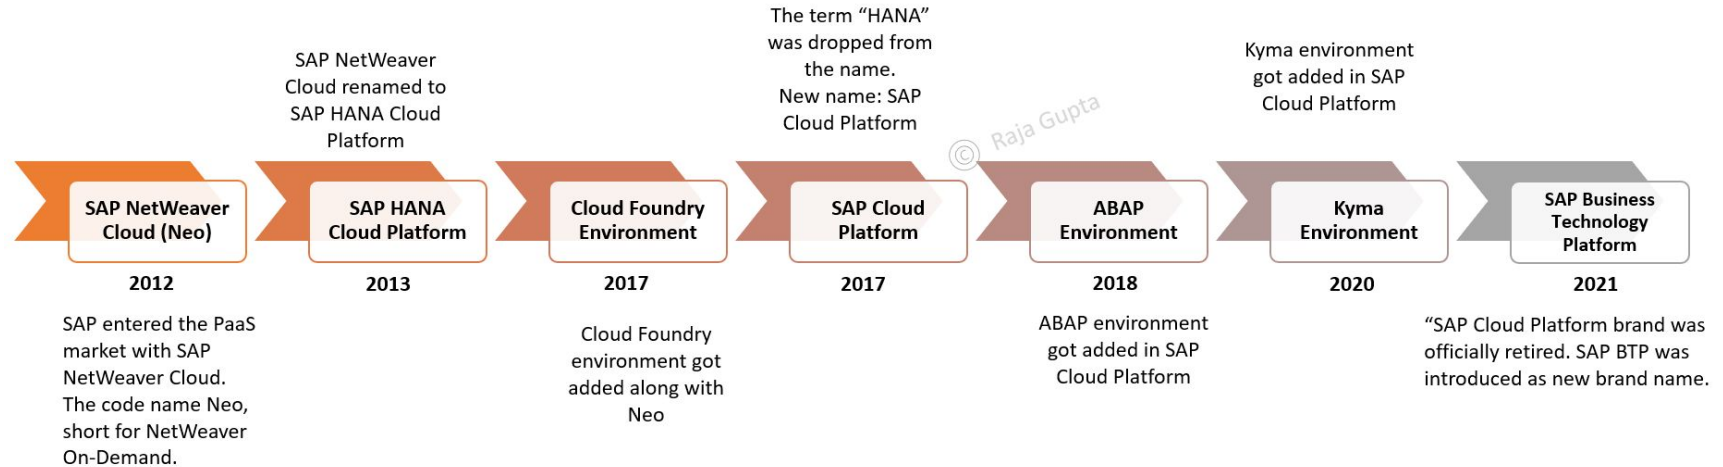 The term “HANA”
was dropped from
the name.
New name: SAP
Cloud Platform
SAP NetWeaver
Cloud renamed to
SAP HANA Cloud
Platform
Kyma environment
got added in SAP
Cloud Platform
© Raja Gupta
SAP NetWeaver
Cloud (Neo)
SAP HANA
Cloud Platform
Cloud Foundry
Environment
SAP Cloud
Platform
ABAP
Environment
Kyma
Environment
SAP Business
Technology
Platform
2012
2013
2017
2017
2018
2020
2021
SAP entered the PaaS
market with SAP
NetWeaver Cloud.
The code name Neo,
short for NetWeaver
On-Demand.
Cloud Foundry
environment got
added along with
Neo
ABAP environment
got added in SAP
Cloud Platform
“SAP Cloud Platform brand was
officially retired. SAP BTP was
introduced as new brand name.